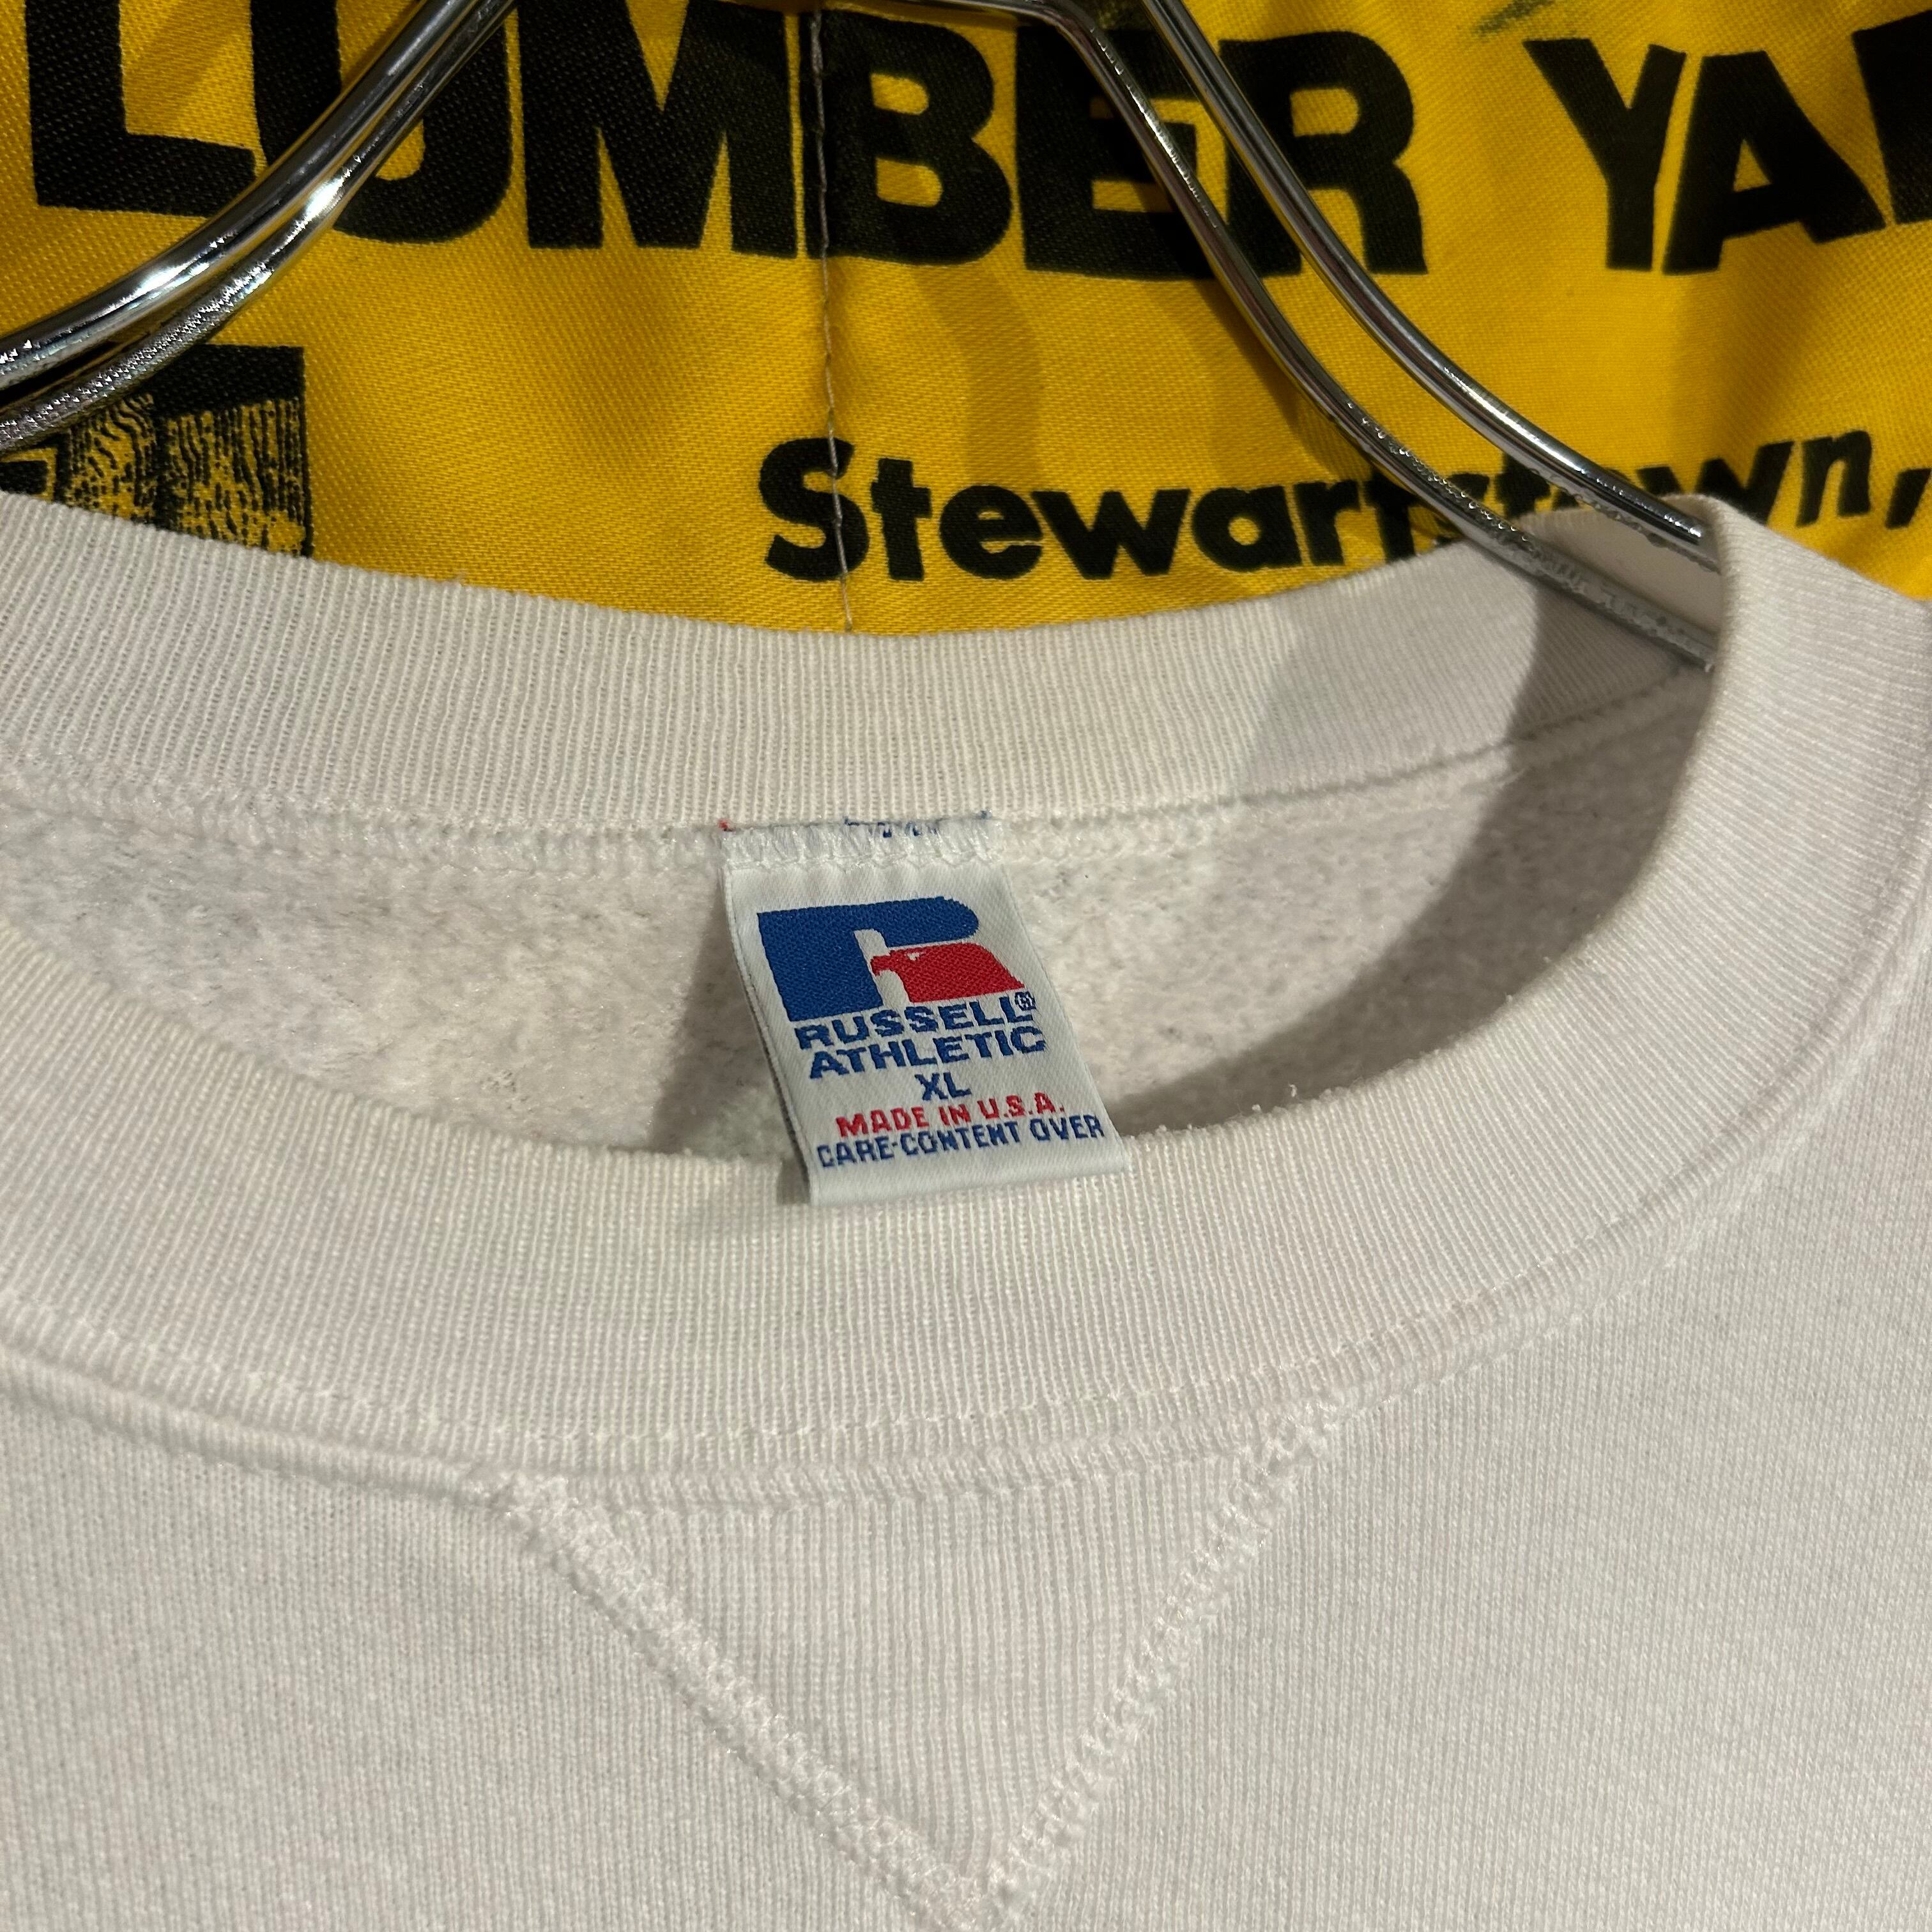 LUMBER YA
Stewartstown,
RUSSELL®
ATHLETIC
XL
MADE IN U.S.A.
CARE-CONTENT OVER